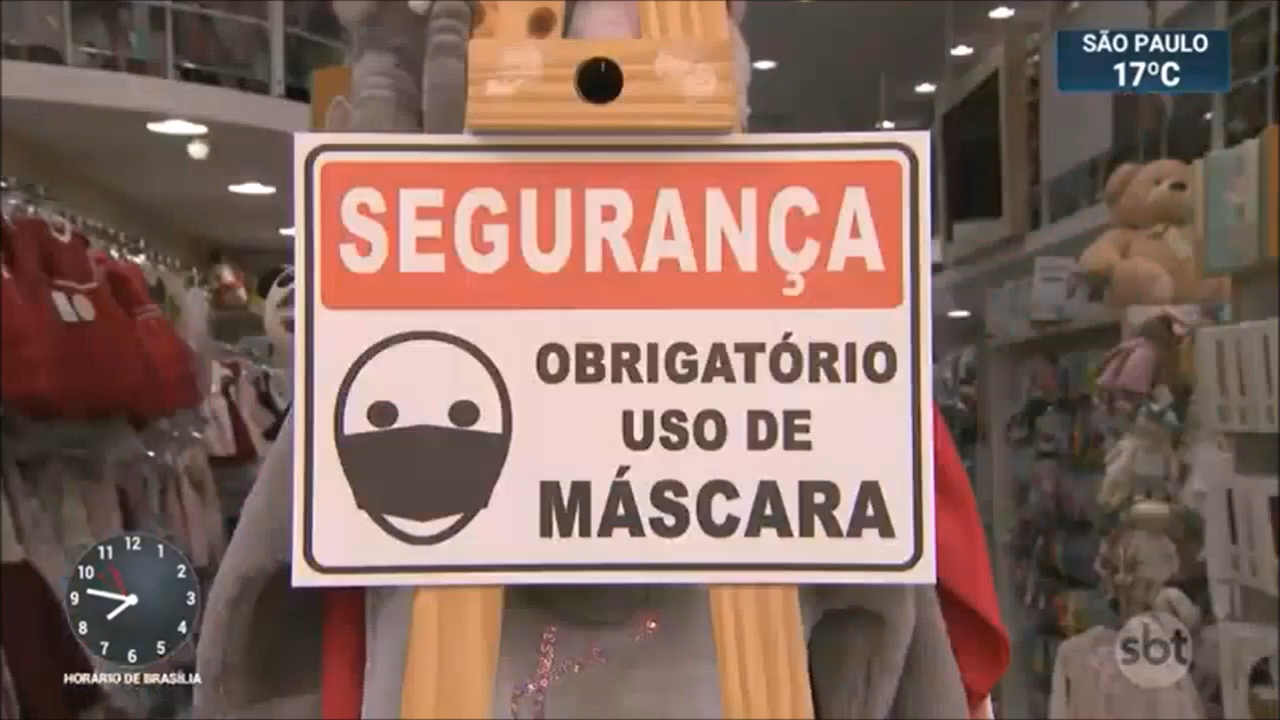 SÃO PAULO
17ºC
SEGURANÇA
OBRIGATÓRIO
USO DE
MÁSCARA
12
11 1
10 2
9 3
8 4
7 5
6
HORÁRIO DE BRASÍLIA
sbt